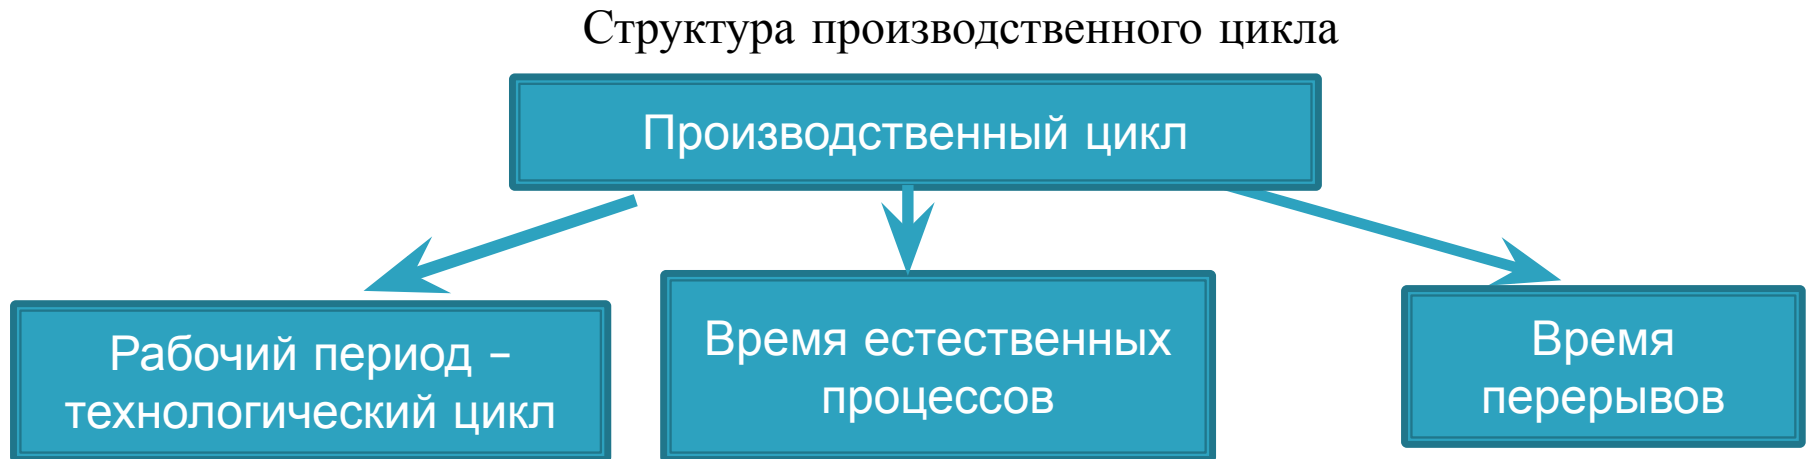 Структура производственного цикла
Производственный цикл
Рабочий период –
технологический цикл
Время естественных
процессов
Время
перерывов